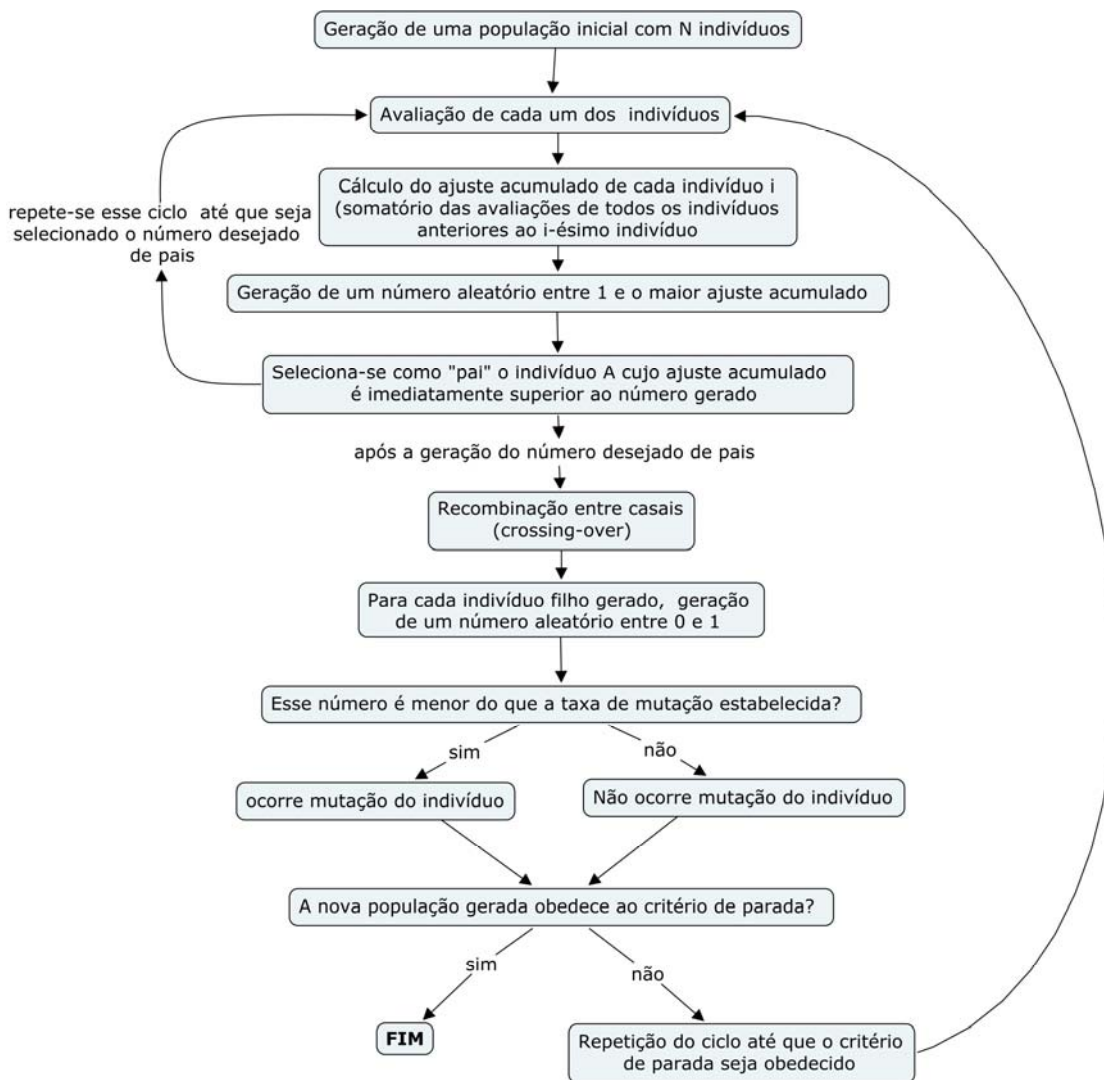 Geração de uma população inicial com N indivíduos
Avaliação de cada um dos indivíduos
Cálculo do ajuste acumulado de cada indivíduo i
(somatório das avaliações de todos os indivíduos
anteriores ao i-ésimo indivíduo
repete-se esse ciclo até que seja
selecionado o número desejado
de pais
Geração de um número aleatório entre 1 e o maior ajuste acumulado
Seleciona-se como "pai" o indivíduo A cujo ajuste acumulado
é imediatamente superior ao número gerado
após a geração do número desejado de pais
Recombinação entre casais
(crossing-over)
Para cada indivíduo filho gerado, geração
de um número aleatório entre 0 e 1
Esse número é menor do que a taxa de mutação estabelecida?
sim
não
ocorre mutação do indivíduo
Não ocorre mutação do indivíduo
A nova população gerada obedece ao critério de parada?
sim
não
FIM
Repetição do ciclo até que o critério
de parada seja obedecido